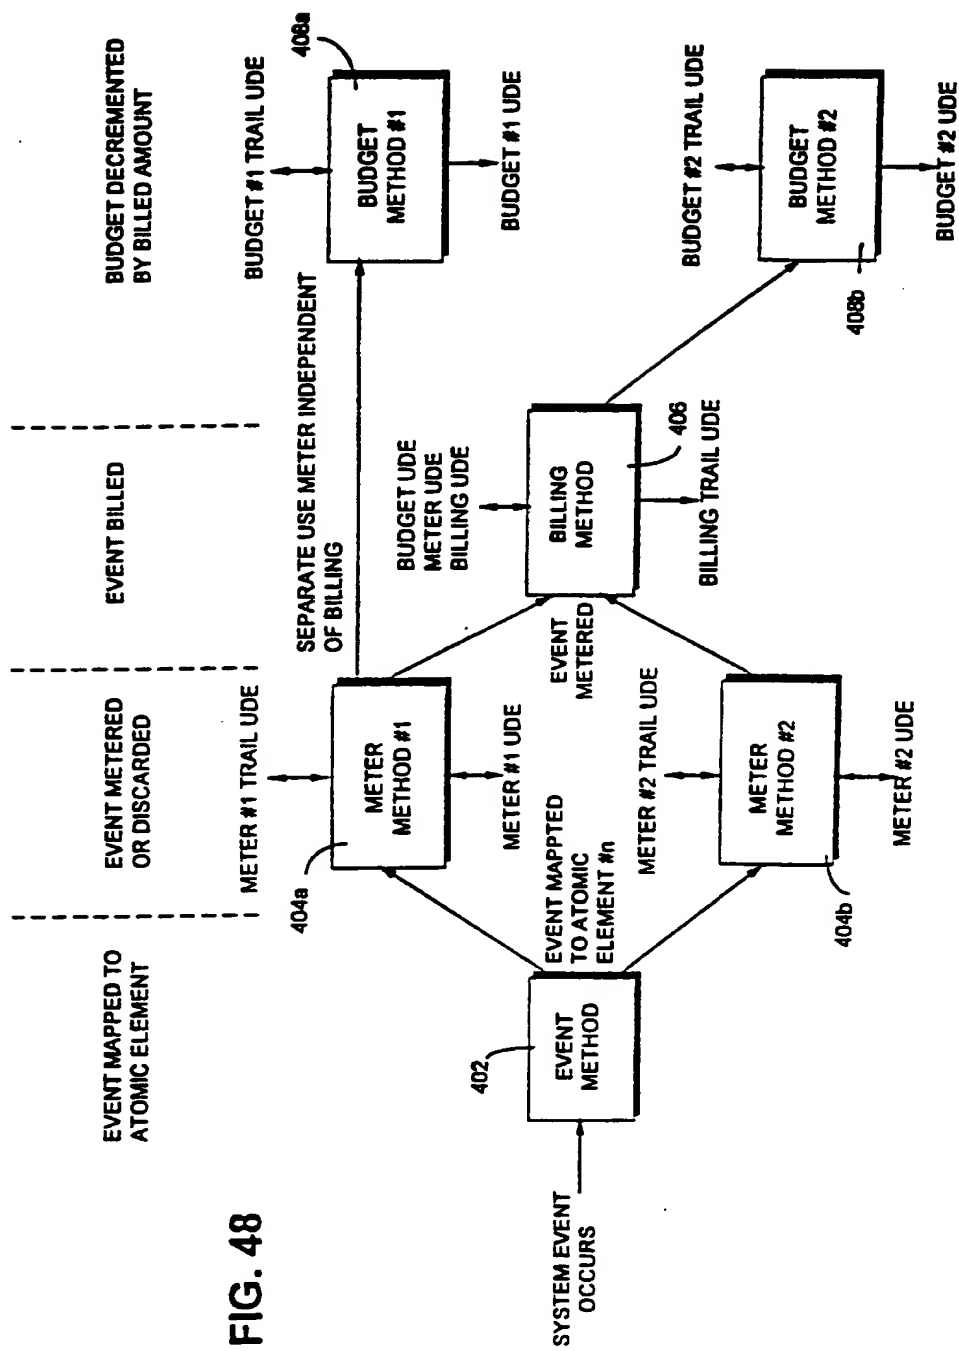 FIG. 48
EVENT MAPPED TO
ATOMIC ELEMENT
EVENT METERED
OR DISCARDED
EVENT BILLED
BUDGET DECREMENTED
BY BILLED AMOUNT
SYSTEM EVENT
OCCURS
402
EVENT
METHOD
EVENT MAPPTED
TO ATOMIC
ELEMENT #n
METER #1 TRAIL UDE
404a
METER
METHOD #1
METER #1 UDE
METER #2 TRAIL UDE
METER
METHOD #2
404b
METER #2 UDE
SEPARATE USE METER INDEPENDENT
OF BILLING
EVENT
METERED
BUDGET UDE
METER UDE
BILLING UDE
BILLING
METHOD
406
BILLING TRAIL UDE
BUDGET #1 TRAIL UDE
408a
BUDGET
METHOD #1
BUDGET #1 UDE
BUDGET #2 TRAIL UDE
BUDGET
METHOD #2
408b
BUDGET #2 UDE